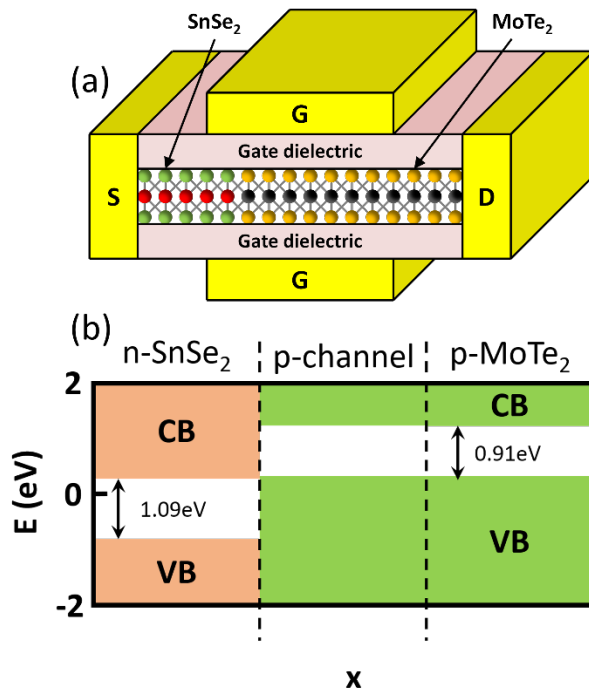 SnSe₂ MoTe₂
(a)
G
Gate dielectric
S D
Gate dielectric
G
(b)
n-SnSe₂ p-channel p-MoTe₂
2
CB CB
0.91eV
0
1.09eV
E (eV)
VB VB
-2
x